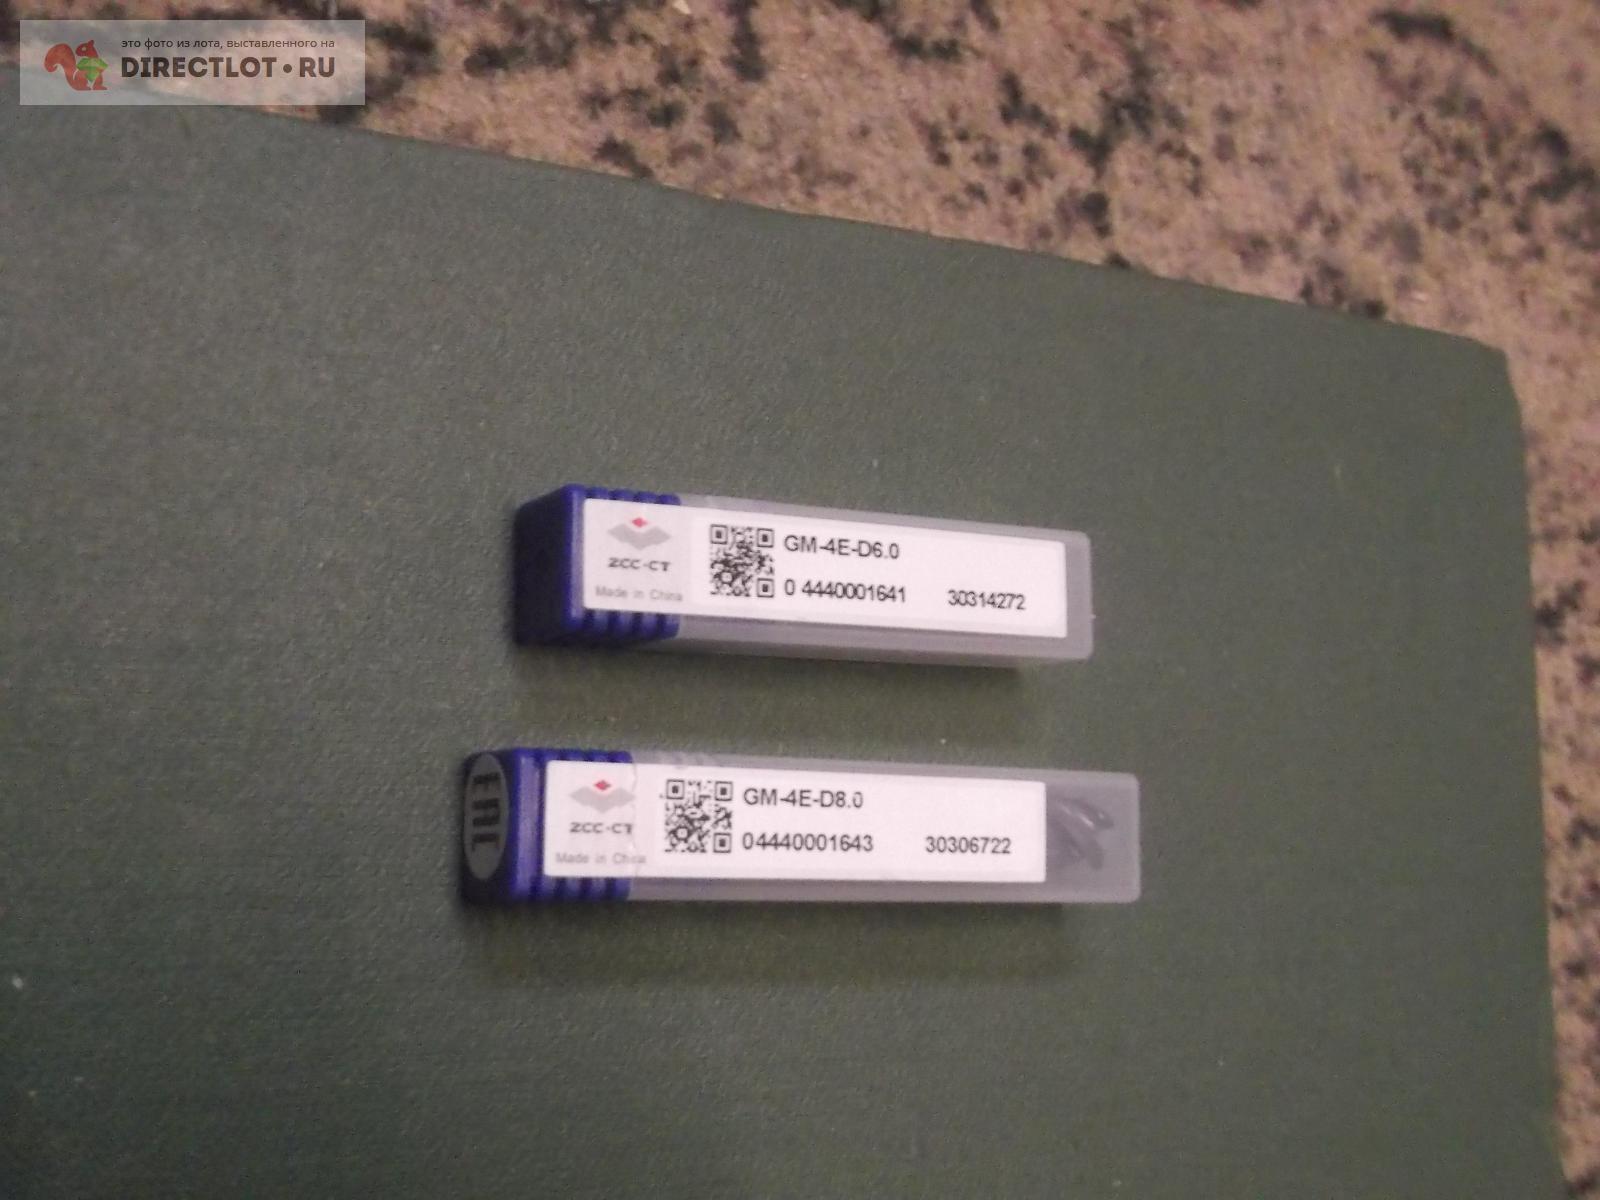 это фото из лота, выставленного на
DIRECTLOT•RU
ZCC-CT
Made in China
GM-4E-D6.0
0 4440001641 30314272
EAC
ZCC-CT
Made in China
GM-4E-D8.0
04440001643 30306722